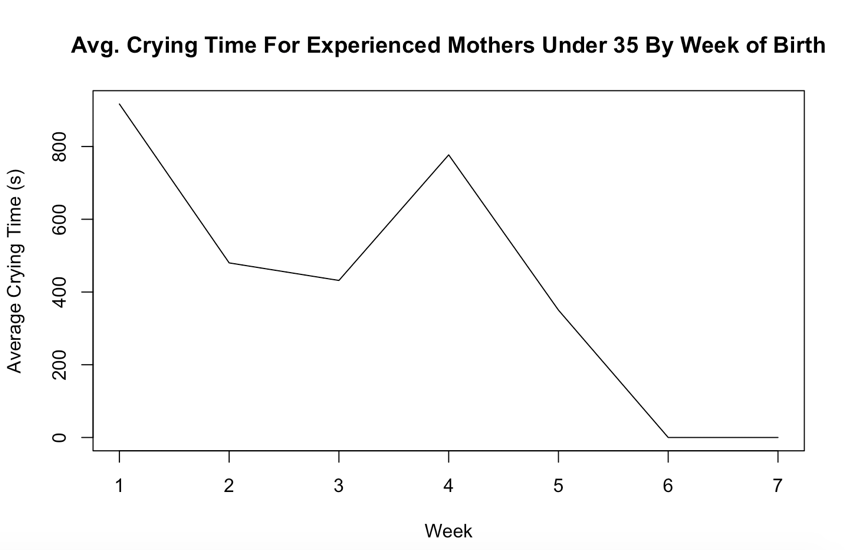 Avg. Crying Time For Experienced Mothers Under 35 By Week of Birth
Average Crying Time (s)
800
600
400
200
0
1 2 3 4 5 6 7
Week